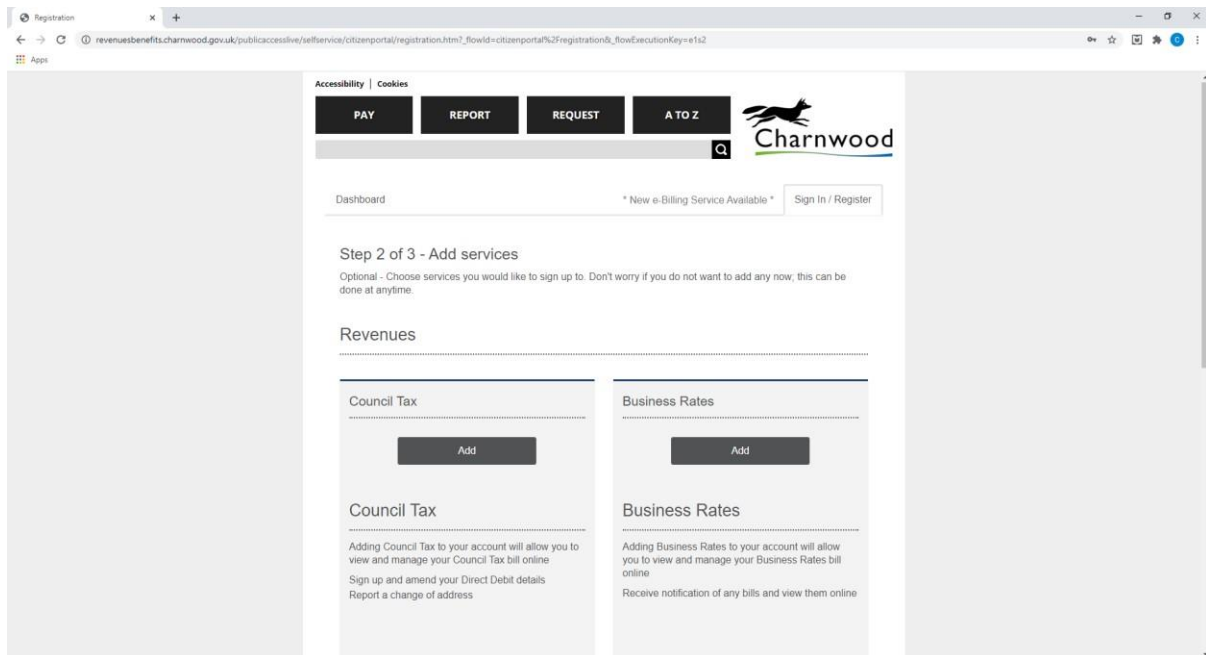 Registration
revenuesbenefits.charnwood.gov.uk/publicaccesslive/selfservice/citizenportal/registration.htm?_flowId=citizenportal%2Fregistration&_flowExecutionKey=e1s2
C
Apps
Accessibility | Cookies
PAY REPORT REQUEST A TO Z
Charnwood
Dashboard * New e-Billing Service Available * Sign In / Register
Step 2 of 3 - Add services
Optional - Choose services you would like to sign up to. Don't worry if you do not want to add any now; this can be
done at anytime.
Revenues
Council Tax
Add
Council Tax
Adding Council Tax to your account will allow you to
view and manage your Council Tax bill online
Sign up and amend your Direct Debit details
Report a change of address
Business Rates
Add
Business Rates
Adding Business Rates to your account will allow
you to view and manage your Business Rates bill
online
Receive notification of any bills and view them online